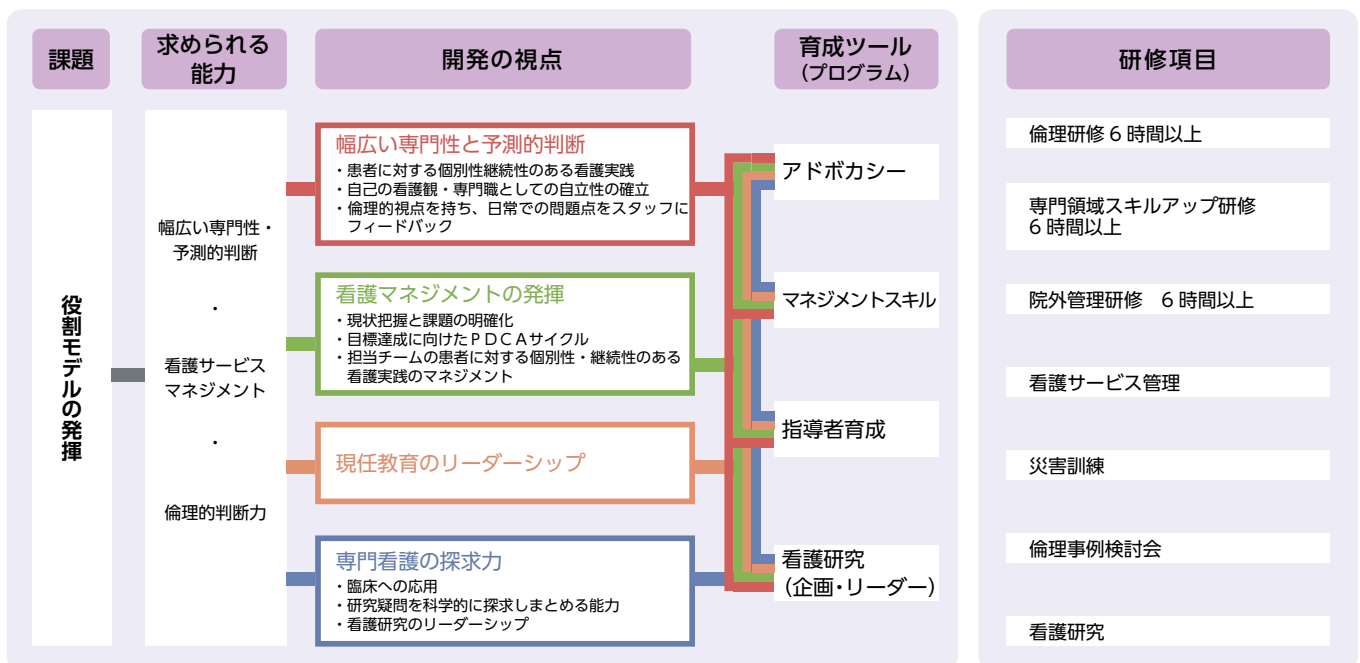 課題
求められる
能力
開発の視点
育成ツール
(プログラム)
研修項目
役割モデルの発揮
幅広い専門性・
予測的判断
・
看護サービス
マネジメント
・
倫理的判断力
幅広い専門性と予測的判断
・患者に対する個別性継続性のある看護実践
・自己の看護観・専門職としての自立性の確立
・倫理的視点を持ち、日常での問題点をスタッフに
フィードバック
看護マネジメントの発揮
・現状把握と課題の明確化
・目標達成に向けたＰＤＣＡサイクル
・担当チームの患者に対する個別性・継続性のある
看護実践のマネジメント
現任教育のリーダーシップ
専門看護の探求力
・臨床への応用
・研究疑問を科学的に探求しまとめる能力
・看護研究のリーダーシップ
アドボカシー
マネジメントスキル
指導者育成
看護研究
(企画・リーダー)
倫理研修６時間以上
専門領域スキルアップ研修
６時間以上
院外管理研修　６時間以上
看護サービス管理
災害訓練
倫理事例検討会
看護研究